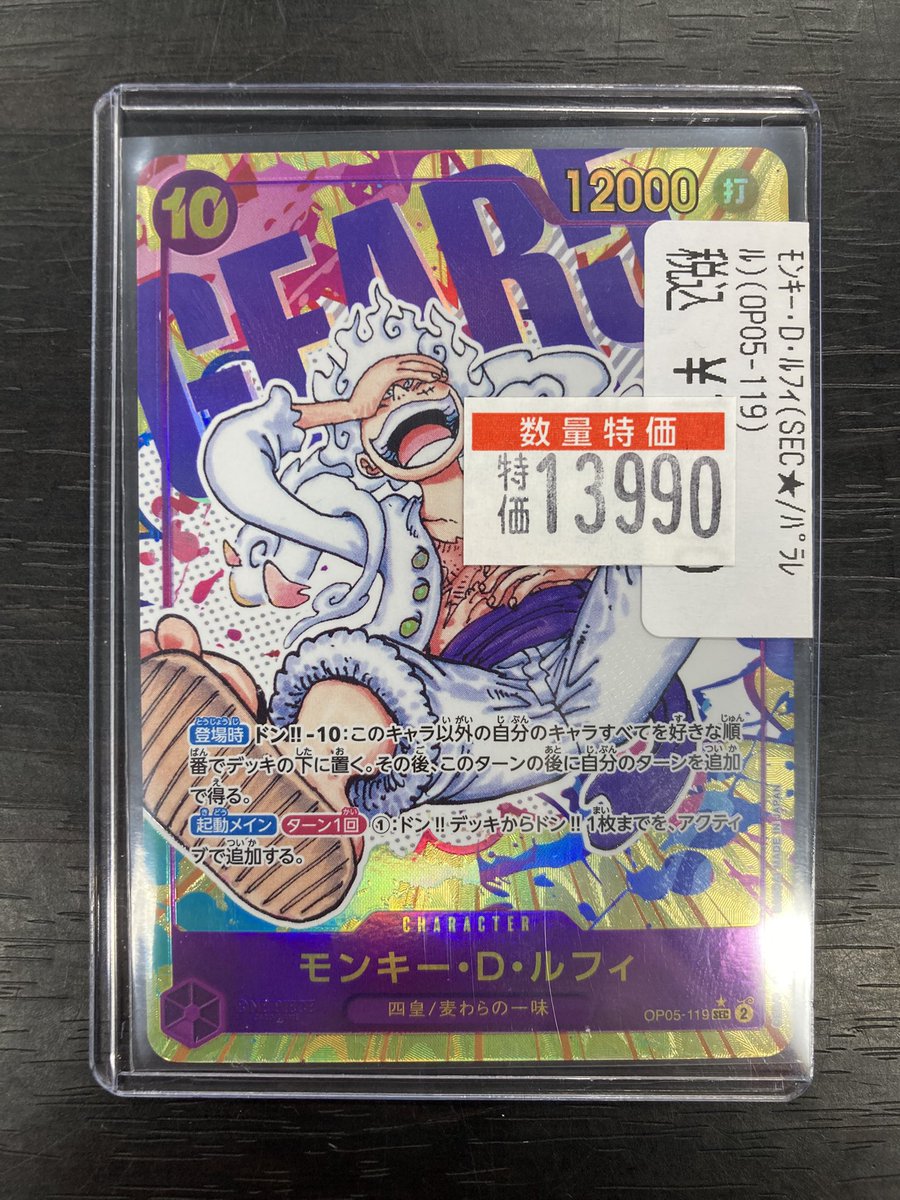 10
GEAR5
12000
打
モンキー・D・ルフィ(SEC★/パラレ
ル)(OP05-119)
税込 ¥
数量特価
特価13990
登場時 ドン!!-10:このキャラ以外の自分のキャラすべてを好きな順
番でデッキの下に置く。その後、このターンの後に自分のターンを追加
で得る。
起動メイン ターン1回 ①:ドン!!デッキからドン!!1枚までを、アクティ
ブで追加する。
CHARACTER
モンキー・D・ルフィ
四皇/麦わらの一味
OP05-119 SEC 2